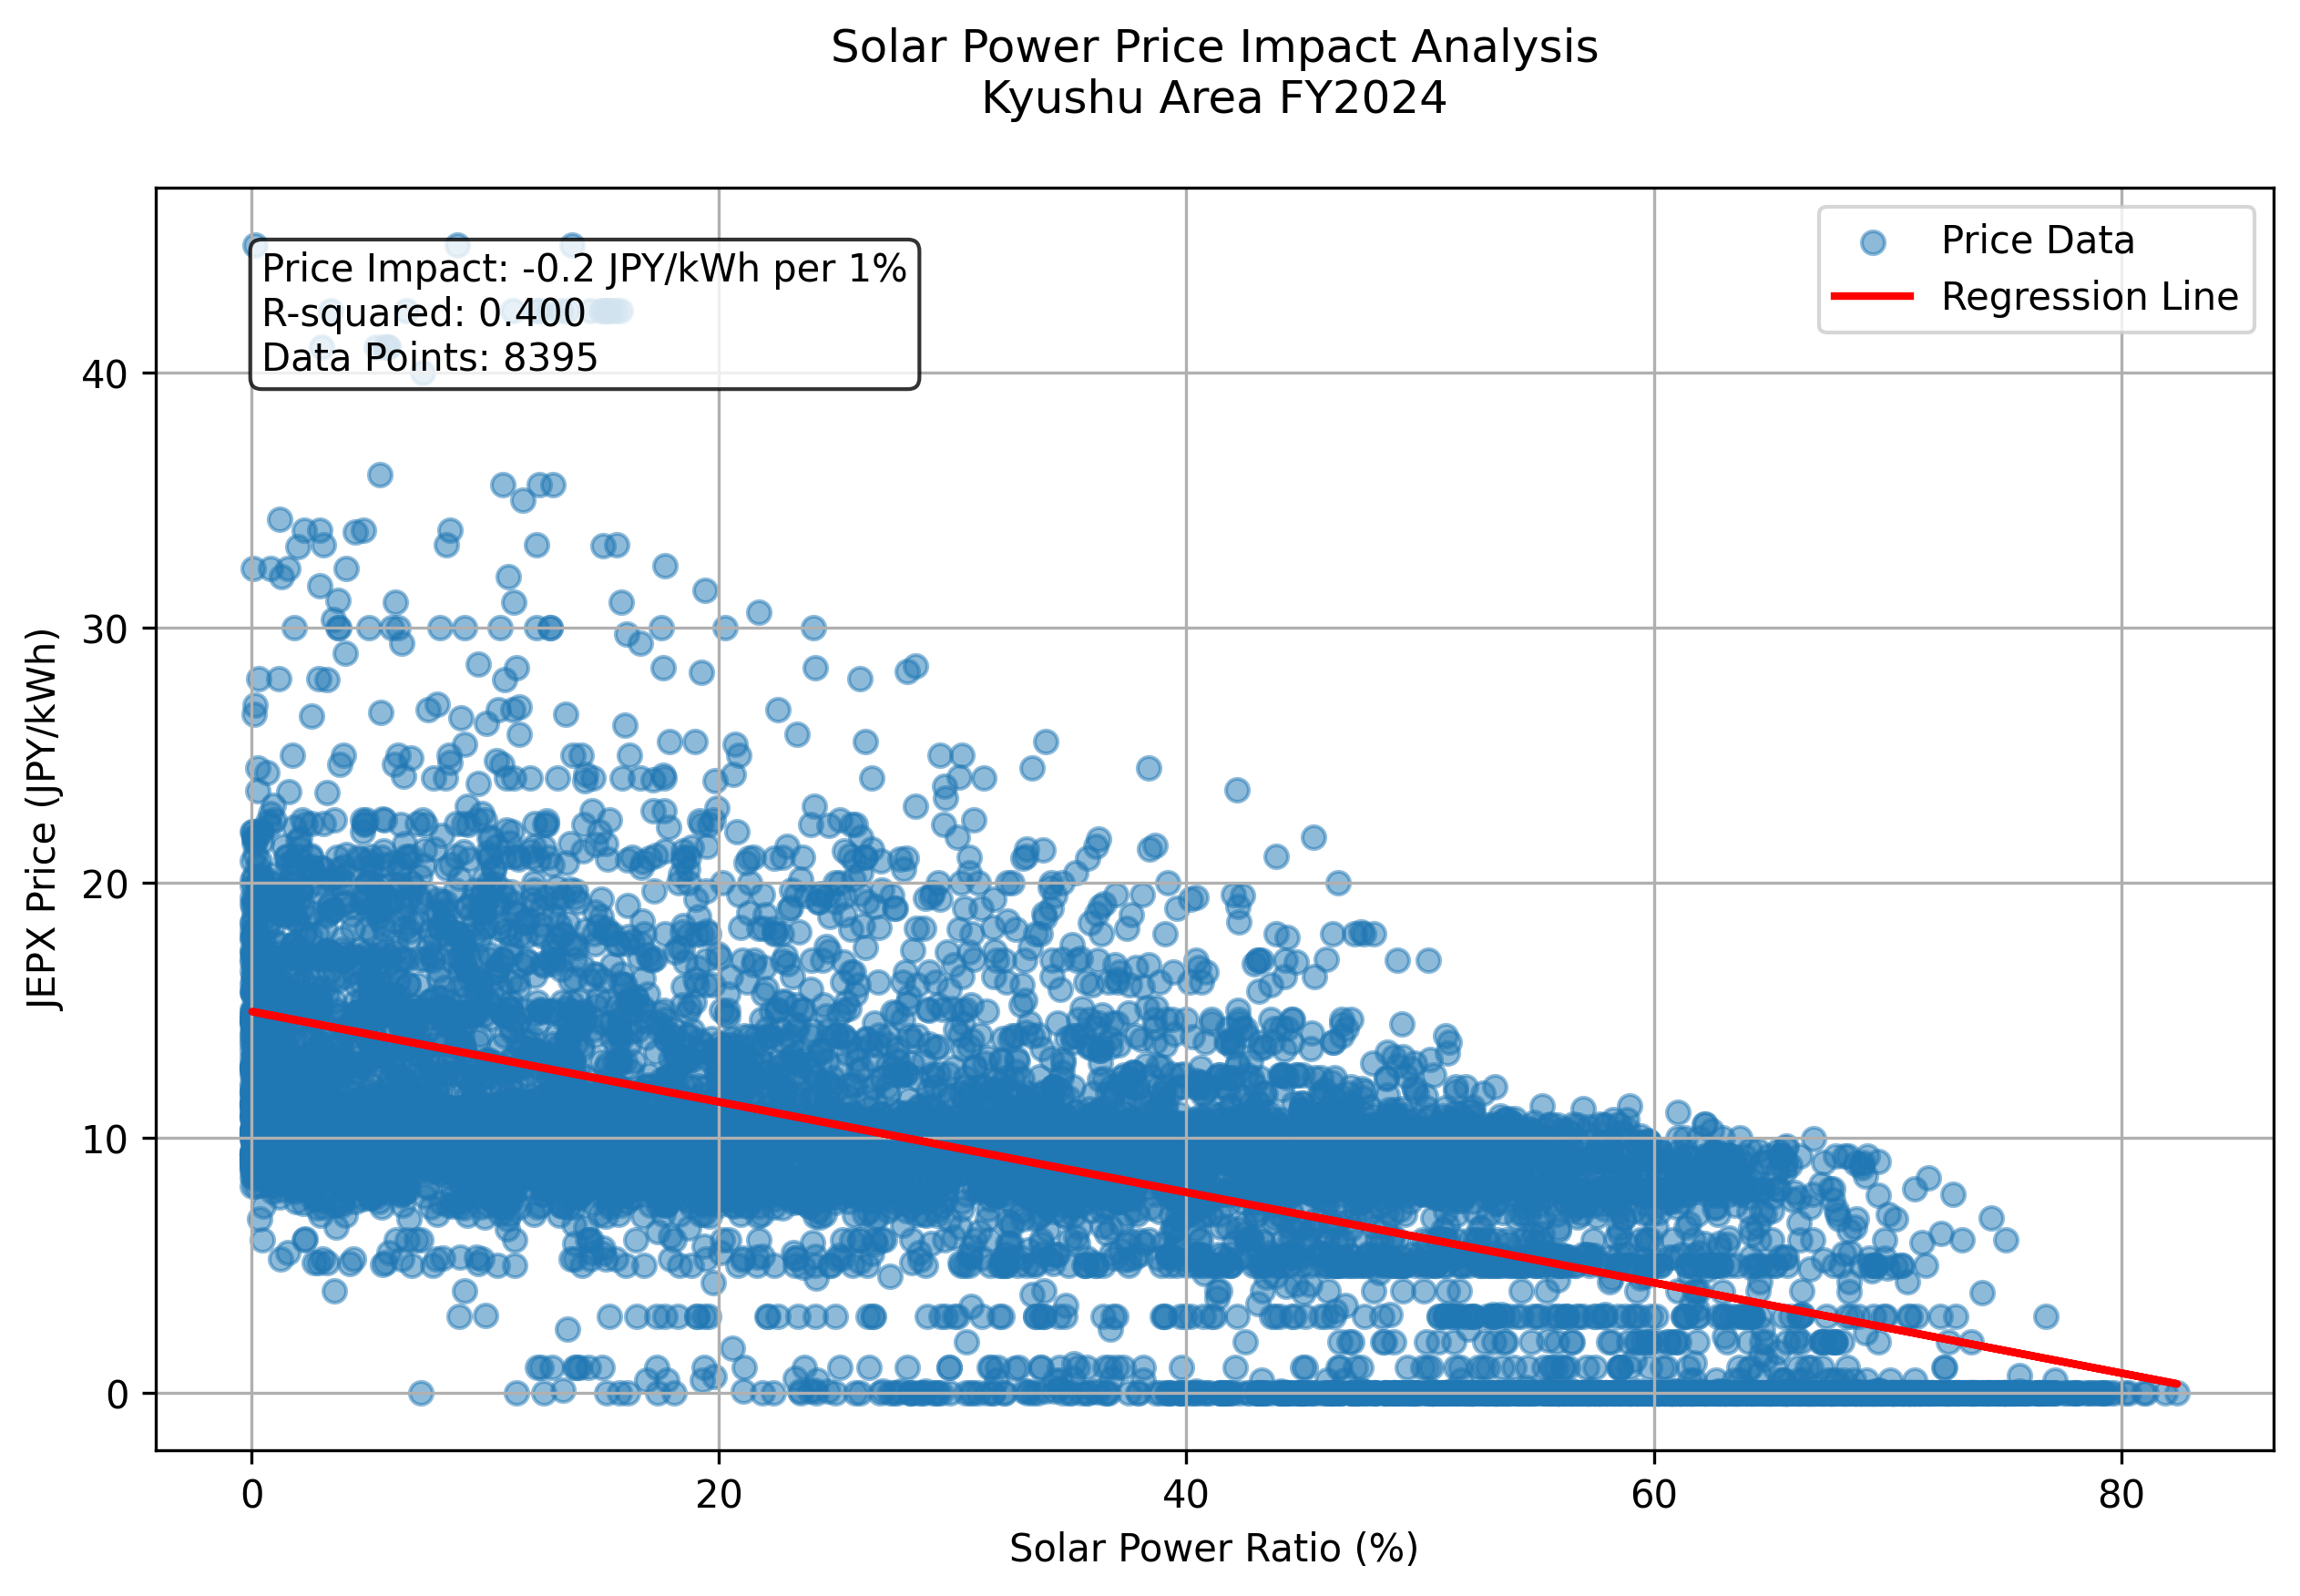 Solar Power Price Impact Analysis
Kyushu Area FY2024
Price Impact: -0.2 JPY/kWh per 1%
R-squared: 0.400
Data Points: 8395
Price Data
Regression Line
JEPX Price (JPY/kWh)
40
30
20
10
0
0 20 40 60 80
Solar Power Ratio (%)